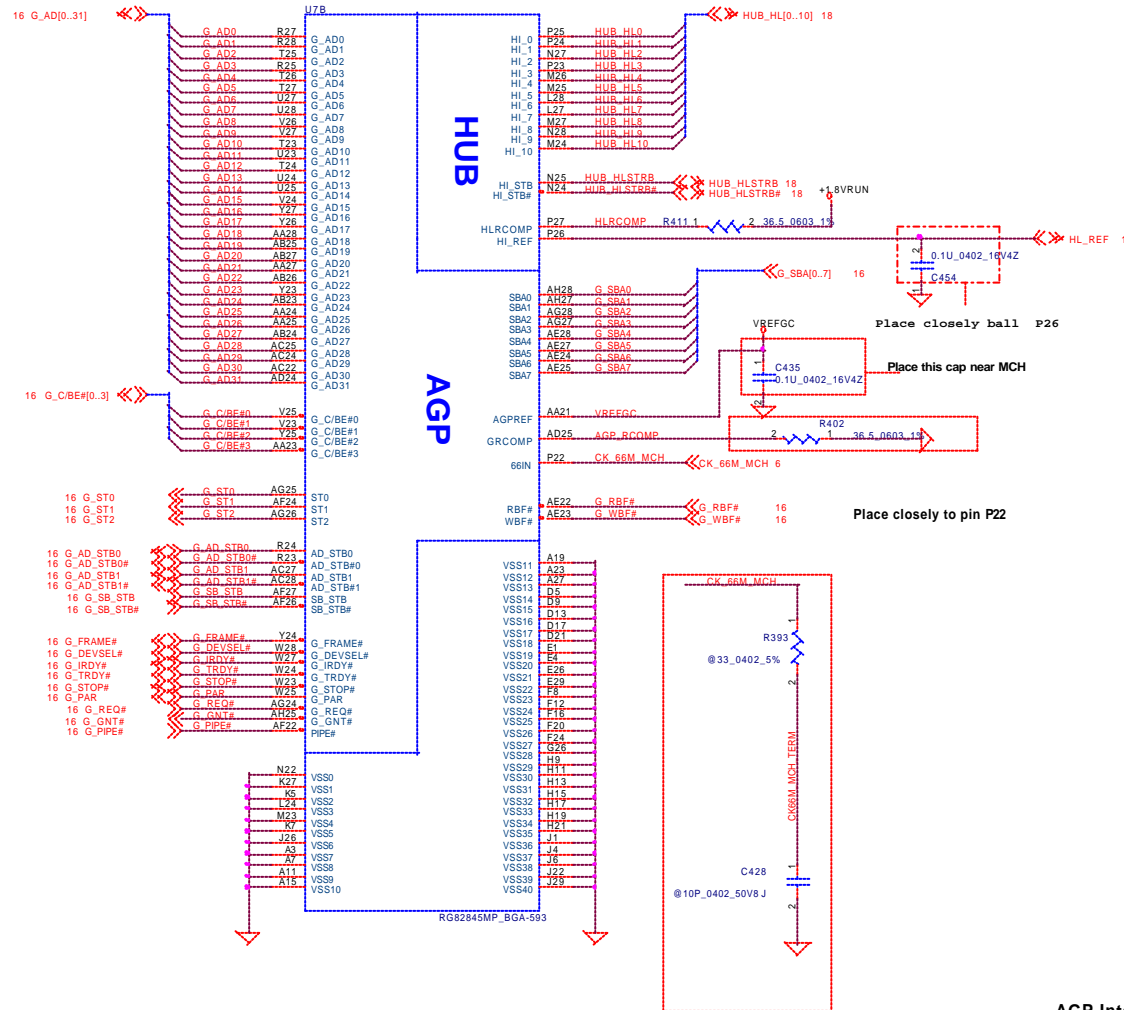 U7B
16 G_AD[0..31]
HUB_HL[0..10] 18
G_AD0 R27 G_AD0
G_AD1 R28 G_AD1
G_AD2 T25 G_AD2
G_AD3 R25 G_AD3
G_AD4 T26 G_AD4
G_AD5 T27 G_AD5
G_AD6 U27 G_AD6
G_AD7 U28 G_AD7
G_AD8 V26 G_AD8
G_AD9 V27 G_AD9
G_AD10 T23 G_AD10
G_AD11 U23 G_AD11
G_AD12 T24 G_AD12
G_AD13 U24 G_AD13
G_AD14 U25 G_AD14
G_AD15 V24 G_AD15
G_AD16 Y27 G_AD16
G_AD17 Y26 G_AD17
G_AD18 AA28 G_AD18
G_AD19 AB25 G_AD19
G_AD20 AB27 G_AD20
G_AD21 AA27 G_AD21
G_AD22 AB26 G_AD22
G_AD23 Y23 G_AD23
G_AD24 AB23 G_AD24
G_AD25 AA24 G_AD25
G_AD26 AA25 G_AD26
G_AD27 AB24 G_AD27
G_AD28 AC25 G_AD28
G_AD29 AC24 G_AD29
G_AD30 AC22 G_AD30
G_AD31 AD24 G_AD31
16 G_C/BE#[0..3]
G_C/BE#0 V25 G_C/BE#0
G_C/BE#1 V23 G_C/BE#1
G_C/BE#2 Y25 G_C/BE#2
G_C/BE#3 AA23 G_C/BE#3
16 G_ST0 G_ST0 AG25 ST0
16 G_ST1 G_ST1 AF24 ST1
16 G_ST2 G_ST2 AG26 ST2
16 G_AD_STB0 G_AD_STB0 R24 AD_STB0
16 G_AD_STB0# G_AD_STB0# R23 AD_STB#0
16 G_AD_STB1 G_AD_STB1 AC27 AD_STB1
16 G_AD_STB1# G_AD_STB1# AC28 AD_STB#1
16 G_SB_STB G_SB_STB AF27 SB_STB
16 G_SB_STB# G_SB_STB# AF26 SB_STB#
16 G_FRAME# G_FRAME# Y24 G_FRAME#
16 G_DEVSEL# G_DEVSEL# W28 G_DEVSEL#
16 G_IRDY# G_IRDY# W27 G_IRDY#
16 G_TRDY# G_TRDY# W24 G_TRDY#
16 G_STOP# G_STOP# W23 G_STOP#
16 G_PAR G_PAR W25 G_PAR
16 G_REQ# G_REQ# AG24 G_REQ#
16 G_GNT# G_GNT# AH25 G_GNT#
16 G_PIPE# G_PIPE# AF22 PIPE#
N22 VSS0
K27 VSS1
K5 VSS2
L24 VSS3
M23 VSS4
K7 VSS5
J26 VSS6
A3 VSS7
A7 VSS8
A11 VSS9
A15 VSS10
HUB
AGP
HI_0 P25 HUB_HL0
HI_1 P24 HUB_HL1
HI_2 N27 HUB_HL2
HI_3 P23 HUB_HL3
HI_4 M26 HUB_HL4
HI_5 M25 HUB_HL5
HI_6 L28 HUB_HL6
HI_7 L27 HUB_HL7
HI_8 M27 HUB_HL8
HI_9 N28 HUB_HL9
HI_10 M24 HUB_HL10
HI_STB N25 HUB_HLSTRB HUB_HLSTRB 18
HI_STB# N24 HUB_HLSTRB# HUB_HLSTRB# 18
+1.8VRUN
HLRCOMP P27 HLRCOMP R411 1 2 36.5_0603_1%
HI_REF P26 HL_REF 1
2 0.1U_0402_16V4Z
1 C454
Place closely ball P26
G_SBA[0..7] 16
SBA0 AH28 G_SBA0
SBA1 AH27 G_SBA1
SBA2 AG28 G_SBA2
SBA3 AG27 G_SBA3
SBA4 AE28 G_SBA4
SBA5 AE27 G_SBA5
SBA6 AE24 G_SBA6
SBA7 AE25 G_SBA7
VREFGC
1 C435
2 0.1U_0402_16V4Z
Place this cap near MCH
AGPREF AA21 VREFGC
GRCOMP AD25 AGP_RCOMP 2 R402 1 36.5_0603_1%
66IN P22 CK_66M_MCH CK_66M_MCH 6
RBF# AE22 G_RBF# G_RBF# 16
WBF# AE23 G_WBF# G_WBF# 16
Place closely to pin P22
VSS11 A19
VSS12 A23
VSS13 A27
VSS14 D5
VSS15 D9
VSS16 D13
VSS17 D17
VSS18 D21
VSS19 E1
VSS20 E4
VSS21 E26
VSS22 E29
VSS23 F8
VSS24 F12
VSS25 F16
VSS26 F20
VSS27 F24
VSS28 G26
VSS29 H9
VSS30 H11
VSS31 H13
VSS32 H15
VSS33 H17
VSS34 H19
VSS35 H21
VSS36 J1
VSS37 J4
VSS38 J6
VSS39 J22
VSS40 J29
RG82845MP_BGA-593
CK_66M_MCH
1
R393
@33_0402_5%
2
CK66M_MCH_TERM
1
C428
@10P_0402_50V8J
2